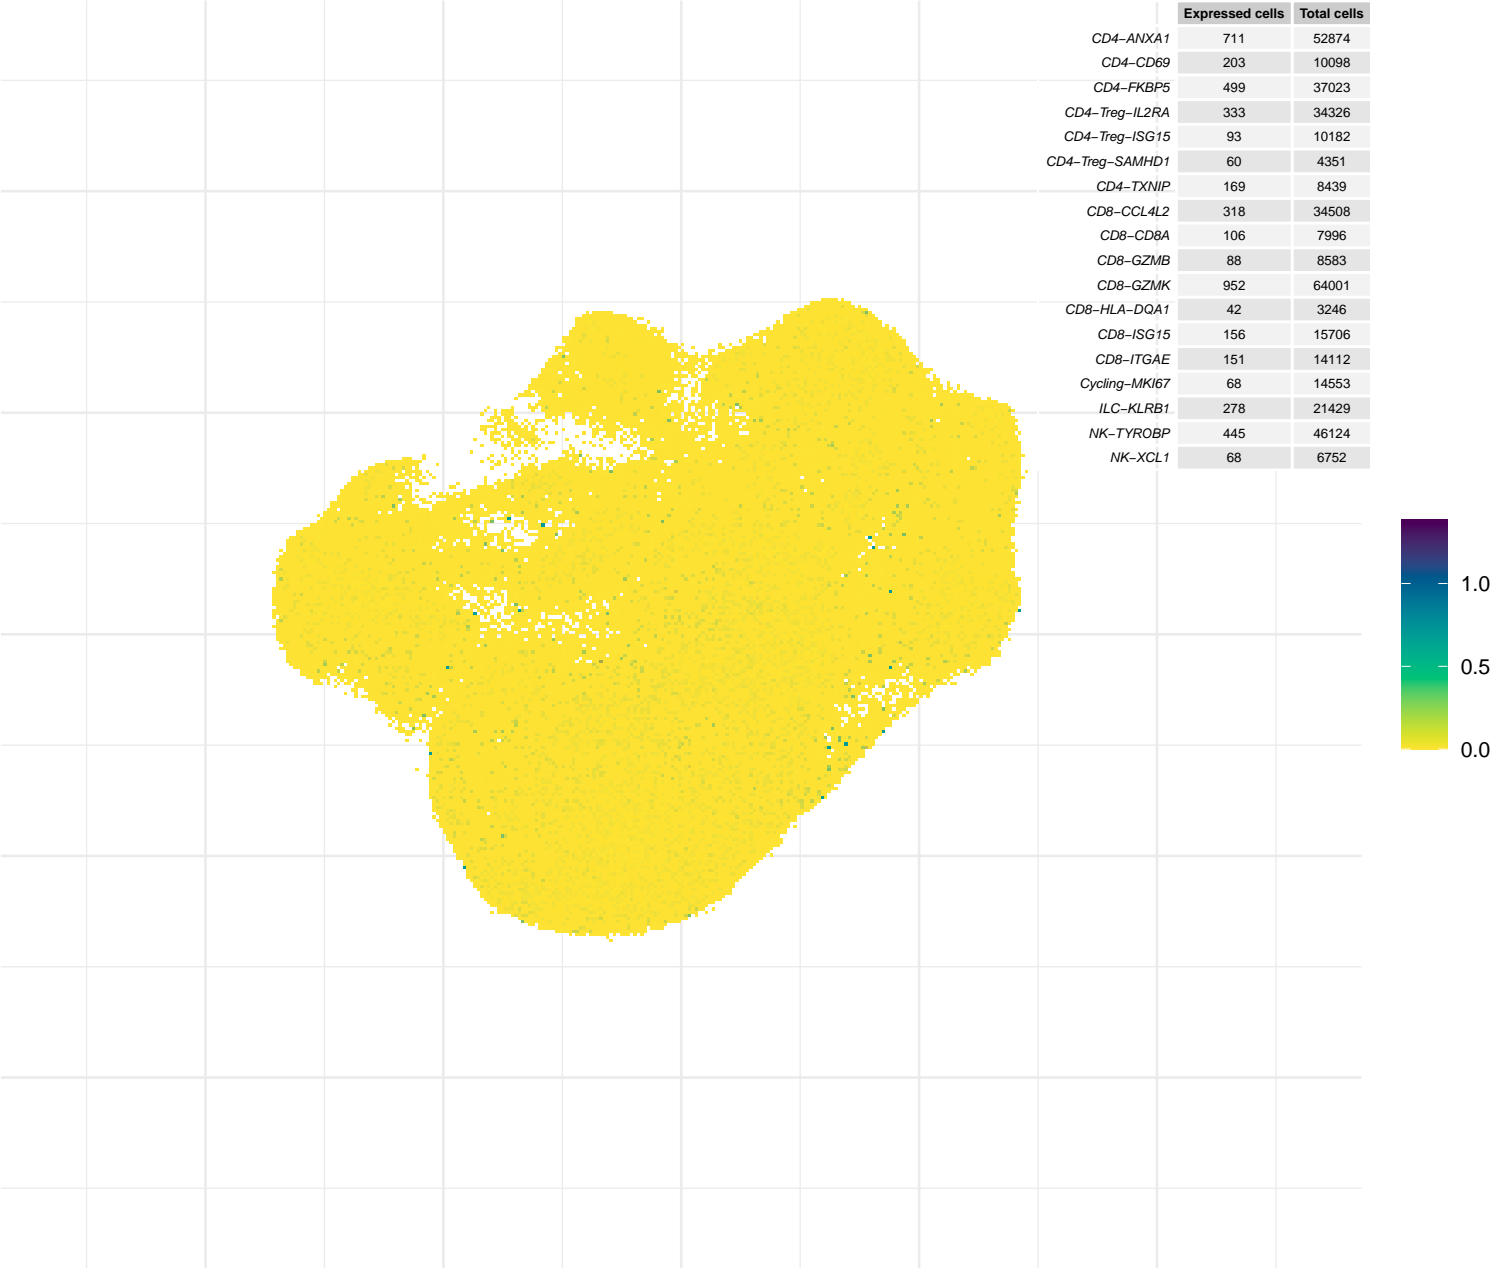 Expressed cells Total cells
CD4−ANXA1 711 52874
CD4−CD69 203 10098
CD4−FKBP5 499 37023
CD4−Treg−IL2RA 333 34326
CD4−Treg−ISG15 93 10182
CD4−Treg−SAMHD1 60 4351
CD4−TXNIP 169 8439
CD8−CCL4L2 318 34508
CD8−CD8A 106 7996
CD8−GZMB 88 8583
CD8−GZMK 952 64001
CD8−HLA−DQA1 42 3246
CD8−ISG15 156 15706
CD8−ITGAE 151 14112
Cycling−MKI67 68 14553
ILC−KLRB1 278 21429
NK−TYROBP 445 46124
NK−XCL1 68 6752
1.0
0.5
0.0